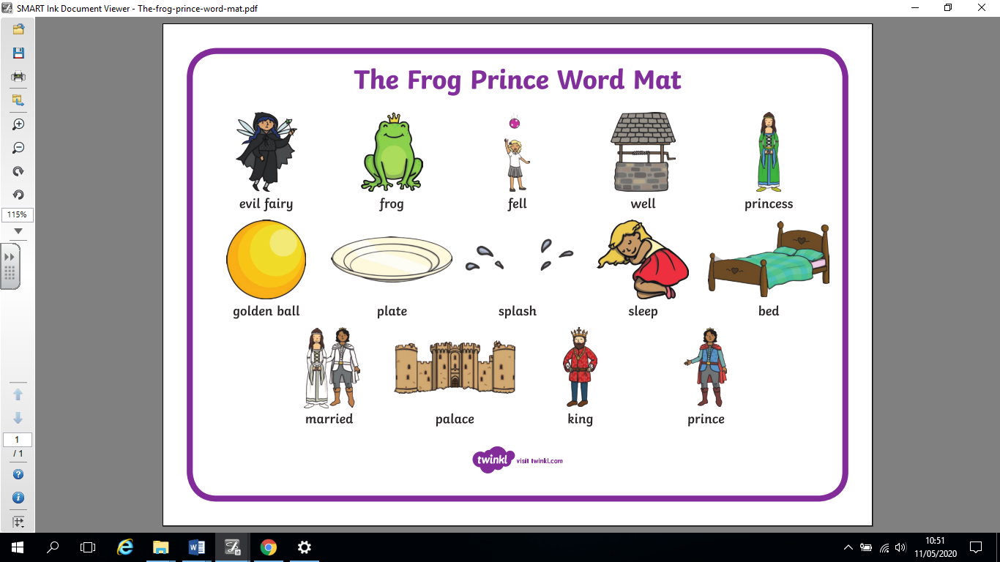 SMART Ink Document Viewer - The-frog-prince-word-mat.pdf
115%
1
/ 1
The Frog Prince Word Mat
evil fairy frog fell well princess
golden ball plate splash sleep bed
married palace king prince
twinkl visit twinkl.com
10:51
11/05/2020